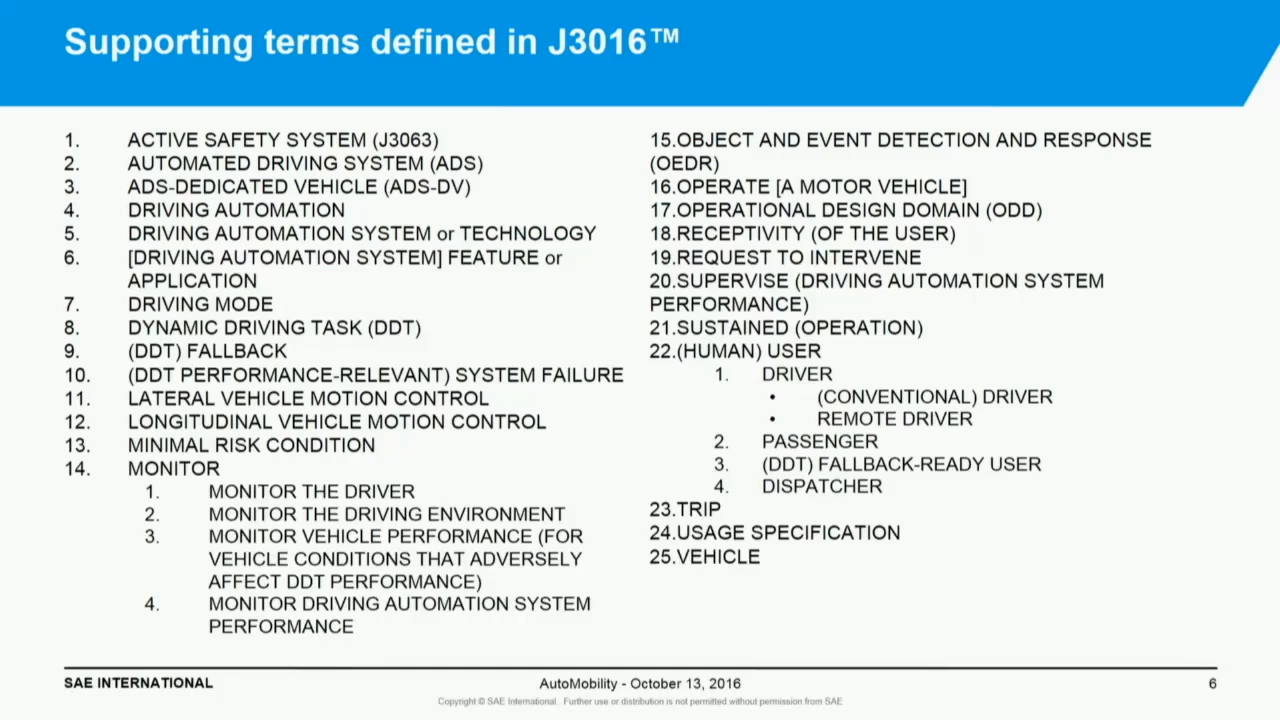 Supporting terms defined in J3016™
1. ACTIVE SAFETY SYSTEM (J3063)
2. AUTOMATED DRIVING SYSTEM (ADS)
3. ADS-DEDICATED VEHICLE (ADS-DV)
4. DRIVING AUTOMATION
5. DRIVING AUTOMATION SYSTEM or TECHNOLOGY
6. [DRIVING AUTOMATION SYSTEM] FEATURE or
APPLICATION
7. DRIVING MODE
8. DYNAMIC DRIVING TASK (DDT)
9. (DDT) FALLBACK
10. (DDT PERFORMANCE-RELEVANT) SYSTEM FAILURE
11. LATERAL VEHICLE MOTION CONTROL
12. LONGITUDINAL VEHICLE MOTION CONTROL
13. MINIMAL RISK CONDITION
14. MONITOR
1. MONITOR THE DRIVER
2. MONITOR THE DRIVING ENVIRONMENT
3. MONITOR VEHICLE PERFORMANCE (FOR
VEHICLE CONDITIONS THAT ADVERSELY
AFFECT DDT PERFORMANCE)
4. MONITOR DRIVING AUTOMATION SYSTEM
PERFORMANCE
15.OBJECT AND EVENT DETECTION AND RESPONSE
(OEDR)
16.OPERATE [A MOTOR VEHICLE]
17.OPERATIONAL DESIGN DOMAIN (ODD)
18.RECEPTIVITY (OF THE USER)
19.REQUEST TO INTERVENE
20.SUPERVISE (DRIVING AUTOMATION SYSTEM
PERFORMANCE)
21.SUSTAINED (OPERATION)
22.(HUMAN) USER
1. DRIVER
• (CONVENTIONAL) DRIVER
• REMOTE DRIVER
2. PASSENGER
3. (DDT) FALLBACK-READY USER
4. DISPATCHER
23.TRIP
24.USAGE SPECIFICATION
25.VEHICLE
SAE INTERNATIONAL
AutoMobility - October 13, 2016
6
Copyright © SAE International. Further use or distribution is not permitted without permission from SAE